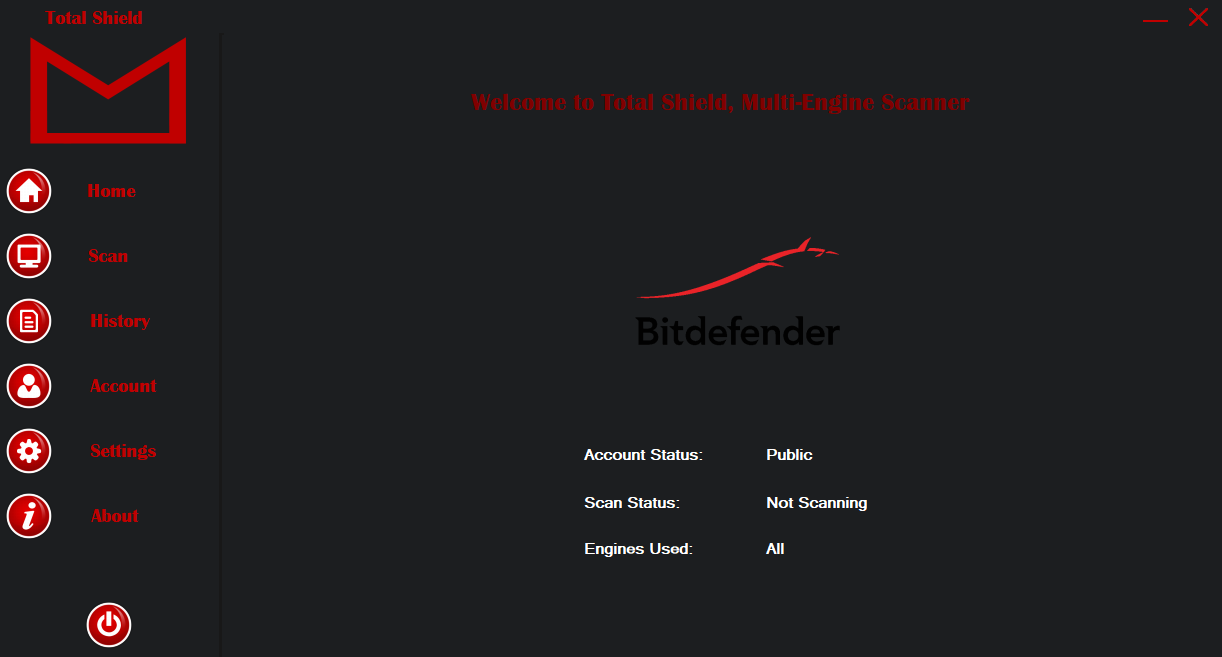 Total Shield
Welcome to Total Shield, Multi-Engine Scanner
Home
Scan
History
Account
Settings
About
Bitdefender
Account Status: Public
Scan Status: Not Scanning
Engines Used: All